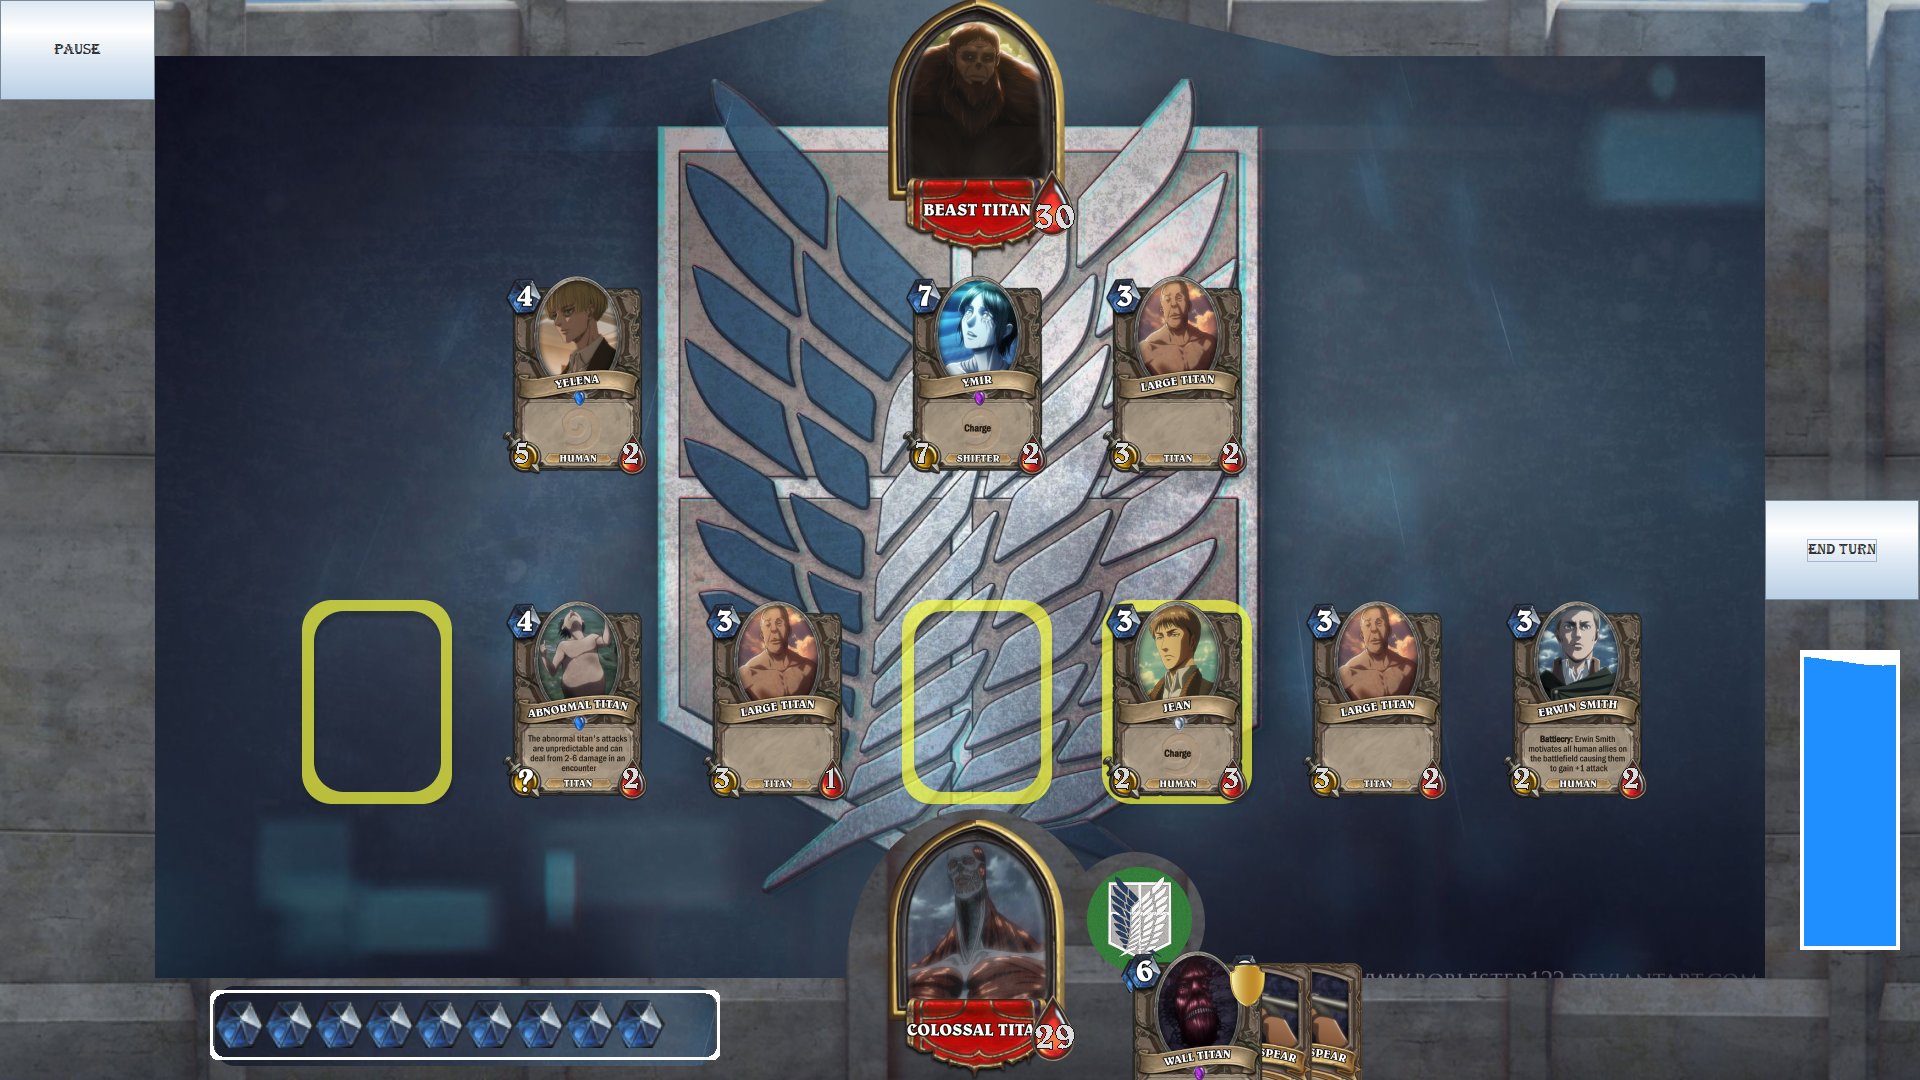 PAUSE
BEAST TITAN
30
4
YELENA
5
HUMAN
2
7
YMIR
Charge
7
SHIFTER
2
3
LARGE TITAN
3
TITAN
2
END TURN
4
ABNORMAL TITAN
The abnormal titan's attacks
are unpredictable and can
deal from 2-6 damage in an
encounter
?
TITAN
2
3
LARGE TITAN
3
TITAN
1
3
JEAN
Charge
2
HUMAN
3
3
LARGE TITAN
3
TITAN
2
3
ERWIN SMITH
Battlecry: Erwin Smith
motivates all human allies on
the battlefield causing them
to gain +1 attack
2
HUMAN
2
COLOSSAL TITA
29
6
WALL TITAN
SPEAR
SPEAR